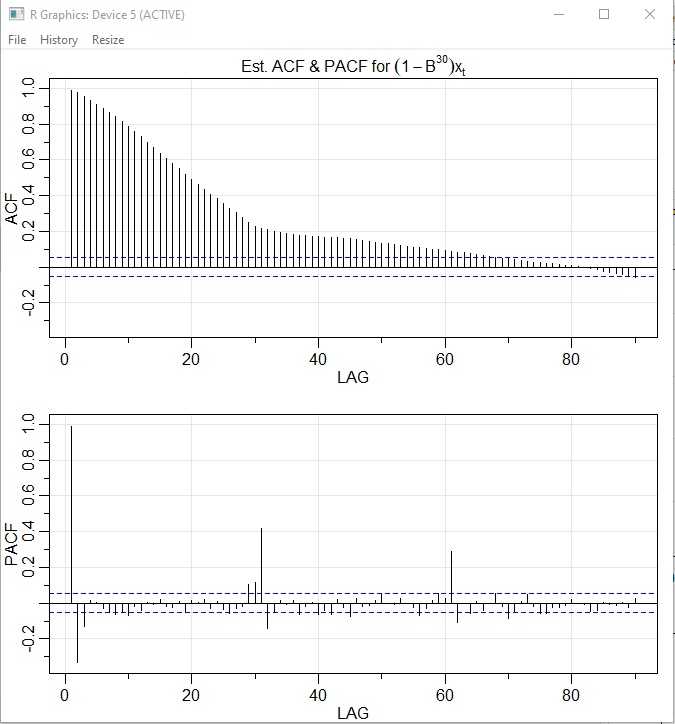 R Graphics: Device 5 (ACTIVE)
File History Resize
Est. ACF & PACF for (1 − B³⁰)xₜ
ACF
1.0
0.8
0.6
0.4
0.2
-0.2
0 20 40 60 80
LAG
PACF
1.0
0.8
0.6
0.4
0.2
-0.2
0 20 40 60 80
LAG